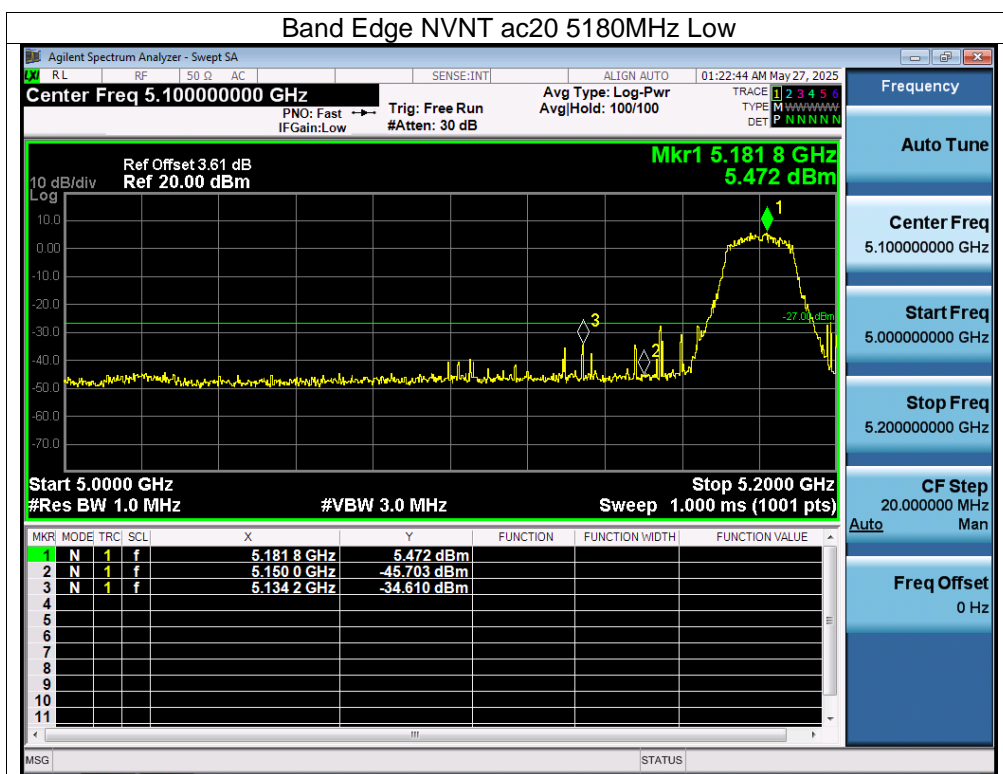 Band Edge NVNT ac20 5180MHz Low
Agilent Spectrum Analyzer - Swept SA
LXI RL RF 50 Ω AC SENSE:INT ALIGN AUTO 01:22:44 AM May 27, 2025
Center Freq 5.100000000 GHz Avg Type: Log-Pwr TRACE 1 2 3 4 5 6
PNO: Fast Trig: Free Run Avg|Hold: 100/100 TYPE M WWWWW
IFGain:Low #Atten: 30 dB DET P N N N N N
Mkr1 5.181 8 GHz
5.472 dBm
Ref Offset 3.61 dB
10 dB/div Ref 20.00 dBm
Log
10.0
0.00
-10.0
-20.0
-30.0
-40.0
-50.0
-60.0
-70.0
1
-27.00 dBm
3
2
Start 5.0000 GHz Stop 5.2000 GHz
#Res BW 1.0 MHz #VBW 3.0 MHz Sweep 1.000 ms (1001 pts)
MKR MODE TRC SCL X Y FUNCTION FUNCTION WIDTH FUNCTION VALUE
1 N 1 f 5.181 8 GHz 5.472 dBm
2 N 1 f 5.150 0 GHz -45.703 dBm
3 N 1 f 5.134 2 GHz -34.610 dBm
4
5
6
7
8
9
10
11
MSG STATUS
Frequency
Auto Tune
Center Freq
5.100000000 GHz
Start Freq
5.000000000 GHz
Stop Freq
5.200000000 GHz
CF Step
20.000000 MHz
Auto Man
Freq Offset
0 Hz